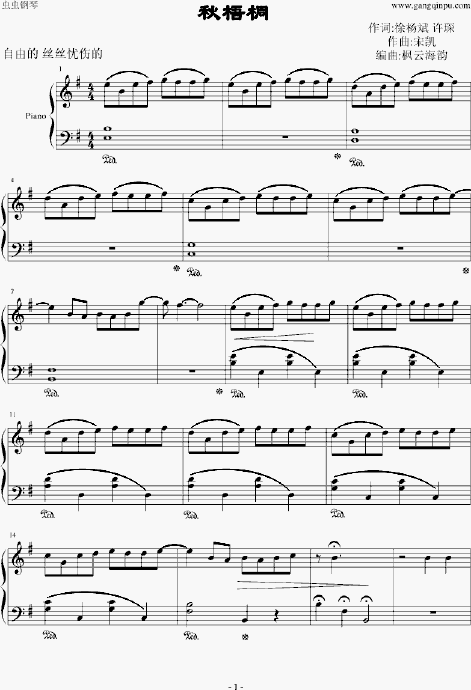 虫虫钢琴
www.gangqinpu.com
秋梧桐
作词:徐杨斌 许琛
作曲:宋凯
编曲:枫云海韵
自由的 丝丝忧伤的
1
Piano
4
7
11
14
- 1 -